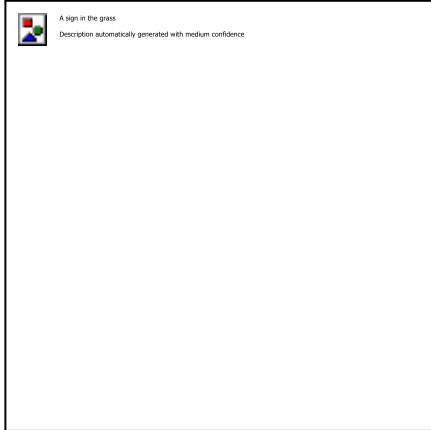 A sign in the grass
Description automatically generated with medium confidence